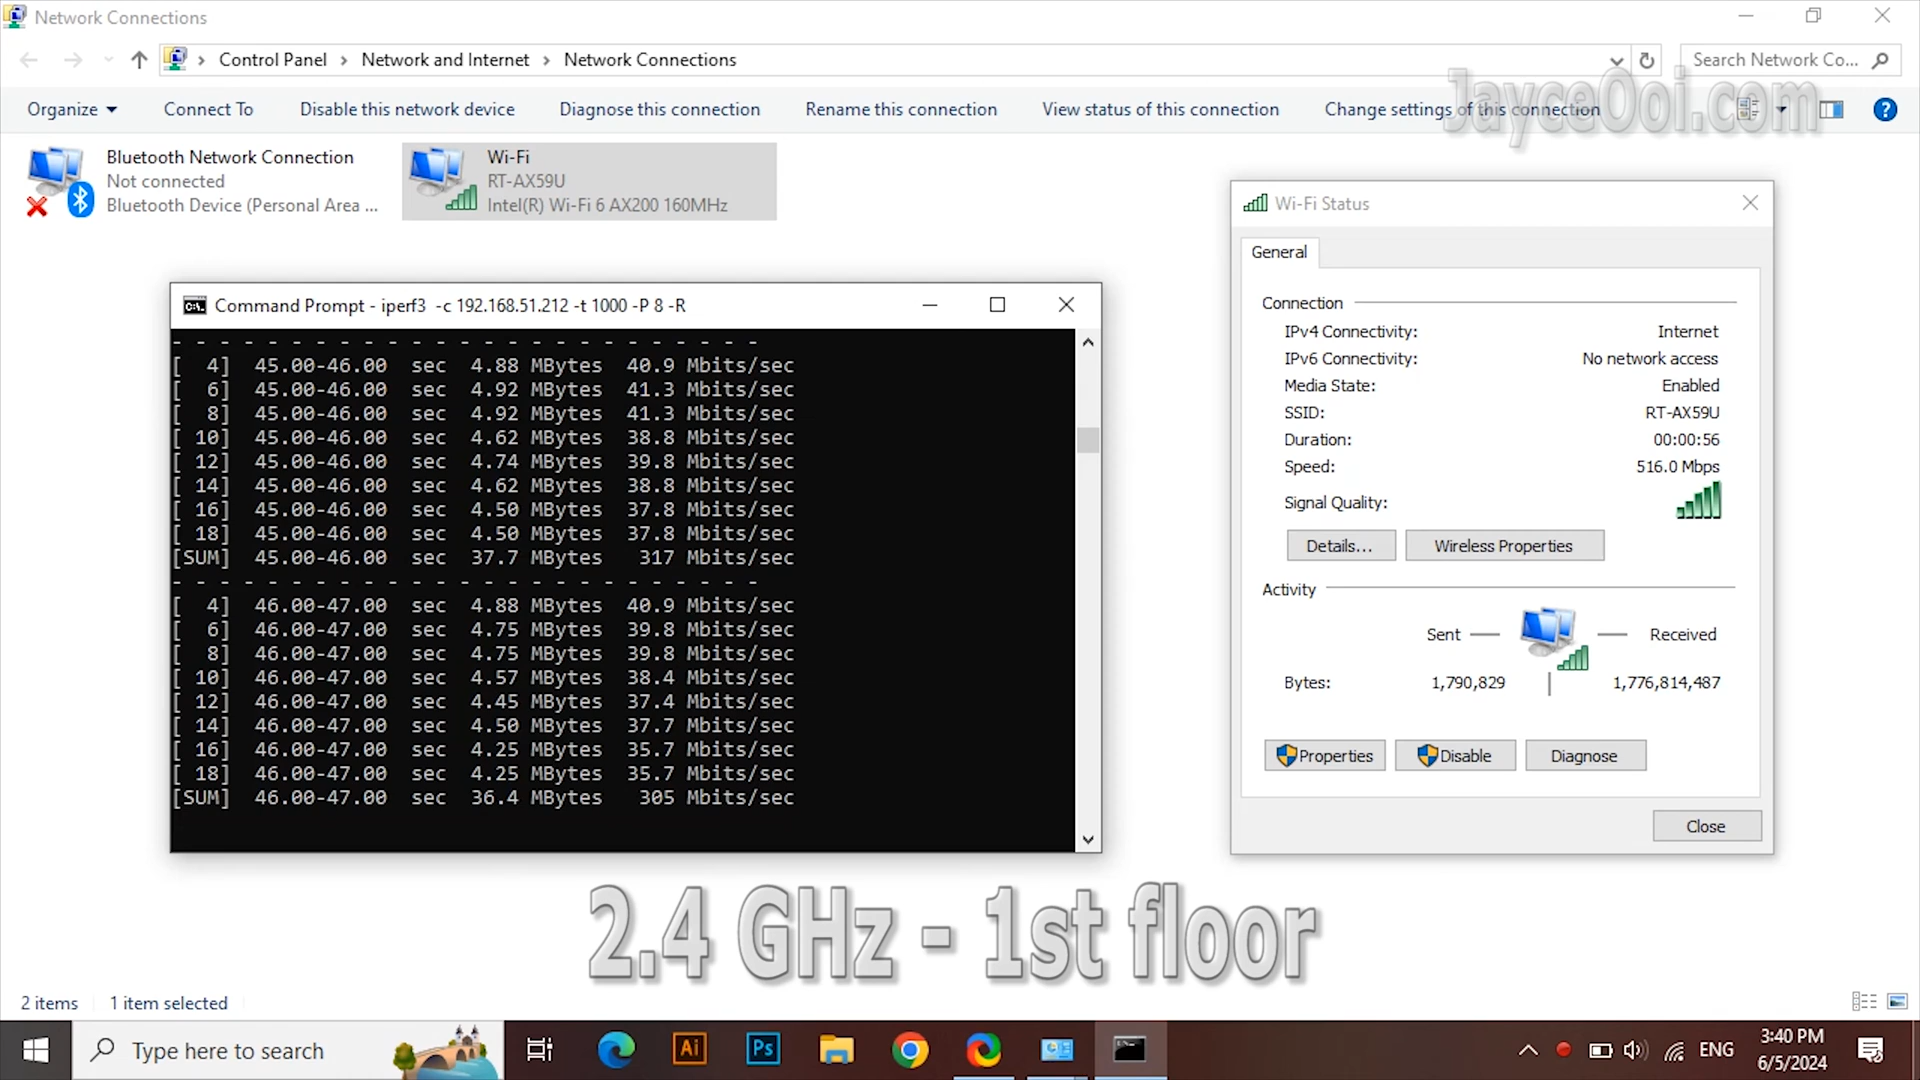 Network Connections
Control Panel › Network and Internet › Network Connections
Search Network Co...
Organize Connect To Disable this network device Diagnose this connection Rename this connection View status of this connection Change settings of this connection
JayceOoi.com
Bluetooth Network Connection
Not connected
Bluetooth Device (Personal Area ...
Wi-Fi
RT-AX59U
Intel(R) Wi-Fi 6 AX200 160MHz
Command Prompt - iperf3 -c 192.168.51.212 -t 1000 -P 8 -R
- - - - - - - - - - - - - - - - - - - - - - - - -
[  4]  45.00-46.00  sec  4.88 MBytes  40.9 Mbits/sec
[  6]  45.00-46.00  sec  4.92 MBytes  41.3 Mbits/sec
[  8]  45.00-46.00  sec  4.92 MBytes  41.3 Mbits/sec
[ 10]  45.00-46.00  sec  4.62 MBytes  38.8 Mbits/sec
[ 12]  45.00-46.00  sec  4.74 MBytes  39.8 Mbits/sec
[ 14]  45.00-46.00  sec  4.62 MBytes  38.8 Mbits/sec
[ 16]  45.00-46.00  sec  4.50 MBytes  37.8 Mbits/sec
[ 18]  45.00-46.00  sec  4.50 MBytes  37.8 Mbits/sec
[SUM]  45.00-46.00  sec  37.7 MBytes   317 Mbits/sec
- - - - - - - - - - - - - - - - - - - - - - - - -
[  4]  46.00-47.00  sec  4.88 MBytes  40.9 Mbits/sec
[  6]  46.00-47.00  sec  4.75 MBytes  39.8 Mbits/sec
[  8]  46.00-47.00  sec  4.75 MBytes  39.8 Mbits/sec
[ 10]  46.00-47.00  sec  4.57 MBytes  38.4 Mbits/sec
[ 12]  46.00-47.00  sec  4.45 MBytes  37.4 Mbits/sec
[ 14]  46.00-47.00  sec  4.50 MBytes  37.7 Mbits/sec
[ 16]  46.00-47.00  sec  4.25 MBytes  35.7 Mbits/sec
[ 18]  46.00-47.00  sec  4.25 MBytes  35.7 Mbits/sec
[SUM]  46.00-47.00  sec  36.4 MBytes   305 Mbits/sec
Wi-Fi Status
General
Connection
IPv4 Connectivity: Internet
IPv6 Connectivity: No network access
Media State: Enabled
SSID: RT-AX59U
Duration: 00:00:56
Speed: 516.0 Mbps
Signal Quality:
Details... Wireless Properties
Activity
Sent — — Received
Bytes: 1,790,829 | 1,776,814,487
Properties Disable Diagnose
Close
2.4 GHz - 1st floor
2 items 1 item selected
Type here to search
Ai
Ps
ENG
3:40 PM
6/5/2024